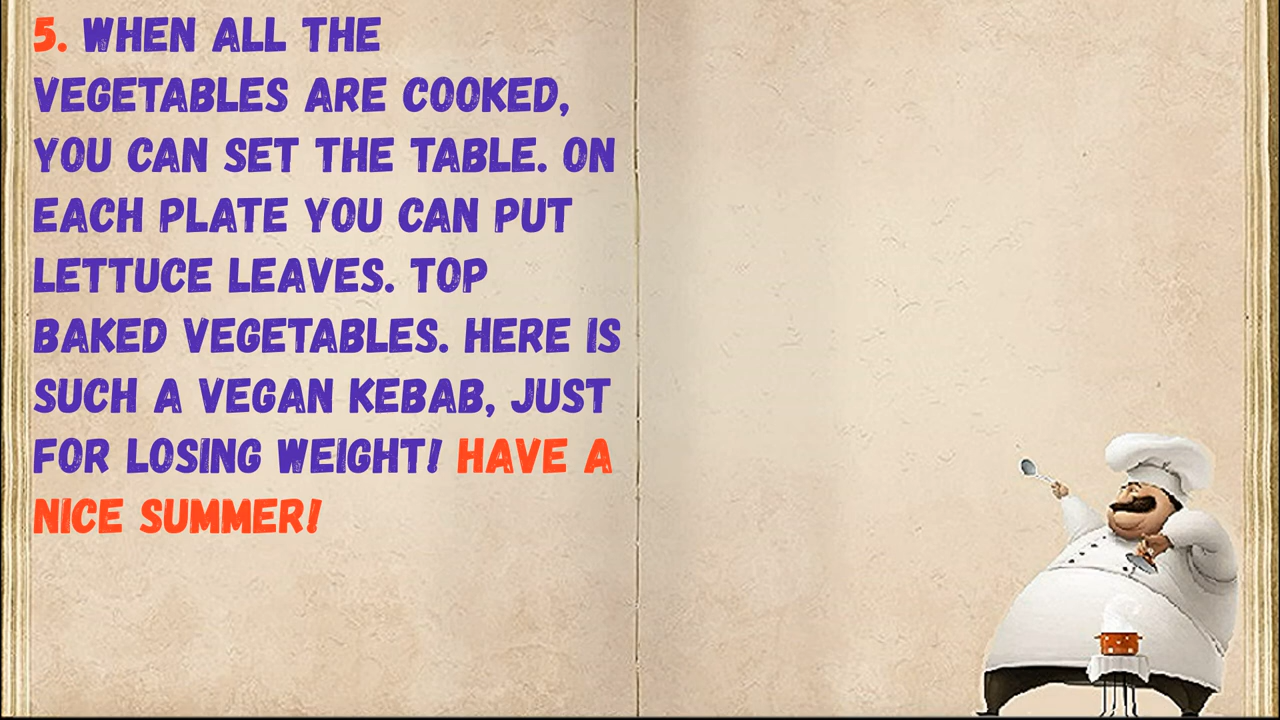 5. WHEN ALL THE
VEGETABLES ARE COOKED,
YOU CAN SET THE TABLE. ON
EACH PLATE YOU CAN PUT
LETTUCE LEAVES. TOP
BAKED VEGETABLES. HERE IS
SUCH A VEGAN KEBAB, JUST
FOR LOSING WEIGHT! HAVE A
NICE SUMMER!